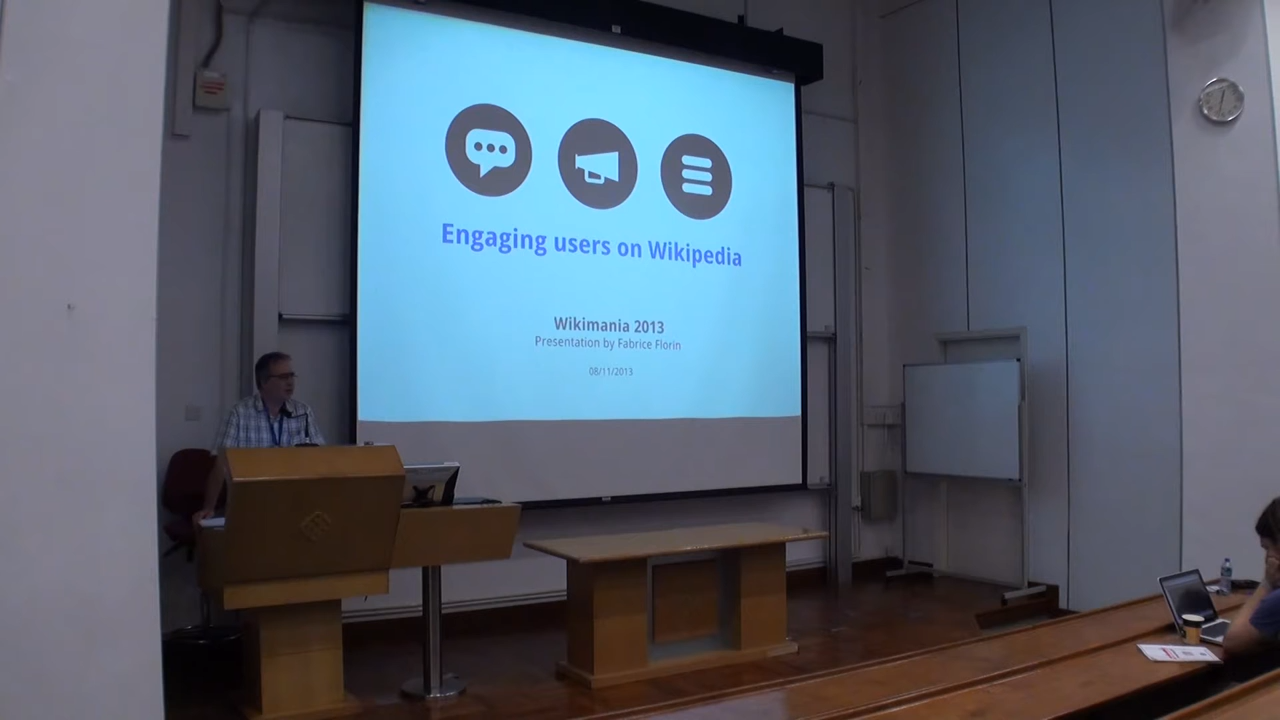 Engaging users on Wikipedia
Wikimania 2013
Presentation by Fabrice Florin
08/11/2013